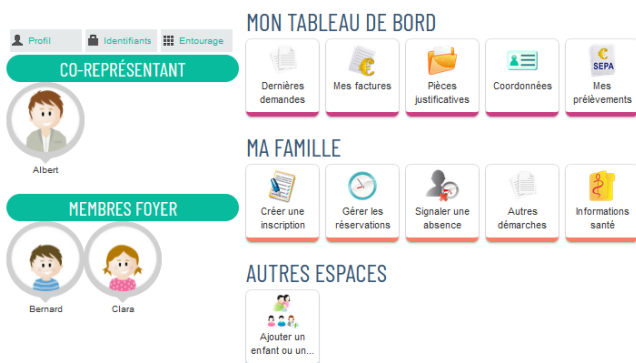 Profil
Identifiants
Entourage
CO-REPRÉSENTANT
Albert
MEMBRES FOYER
Bernard
Clara
MON TABLEAU DE BORD
Dernières
demandes
€
Mes factures
Pièces
justificatives
Coordonnées
€
SEPA
Mes
prélèvements
MA FAMILLE
Créer une
inscription
Gérer les
réservations
Signaler une
absence
Autres
démarches
Informations
santé
AUTRES ESPACES
Ajouter un
enfant ou un...